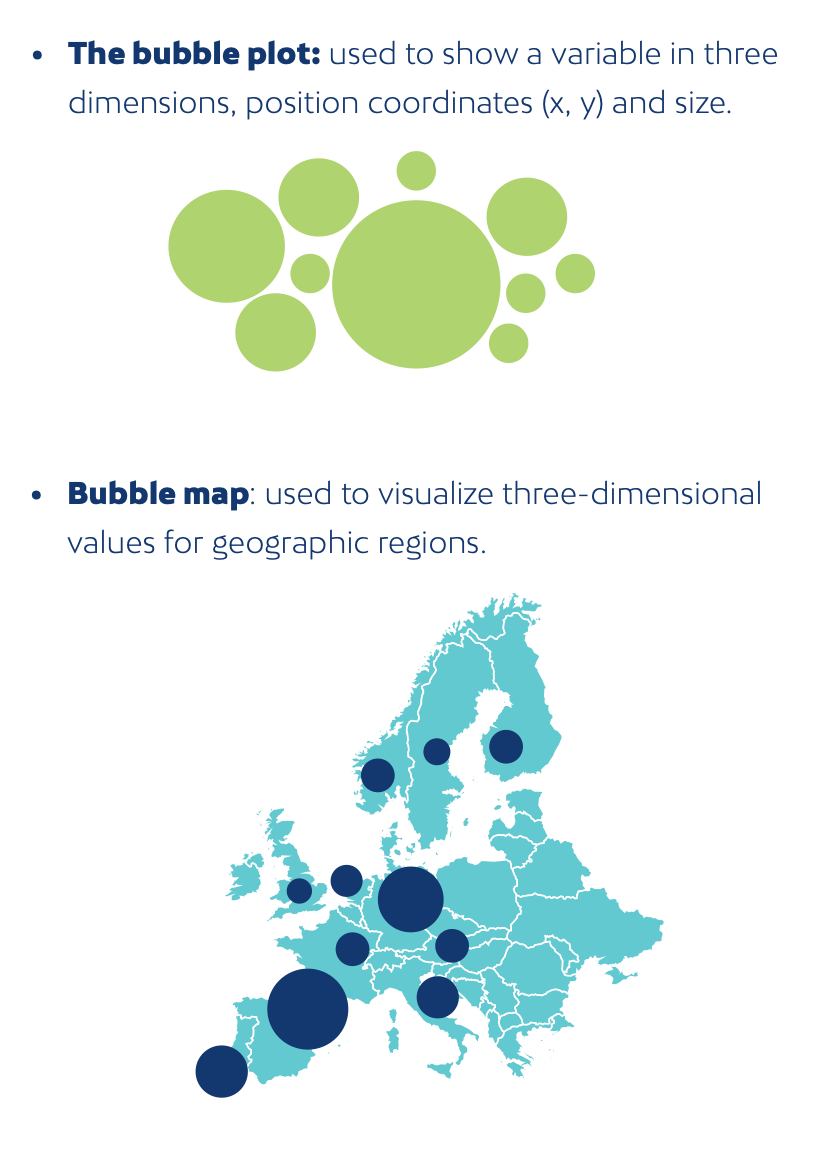 • The bubble plot: used to show a variable in three
dimensions, position coordinates (x, y) and size.
• Bubble map: used to visualize three-dimensional
values for geographic regions.